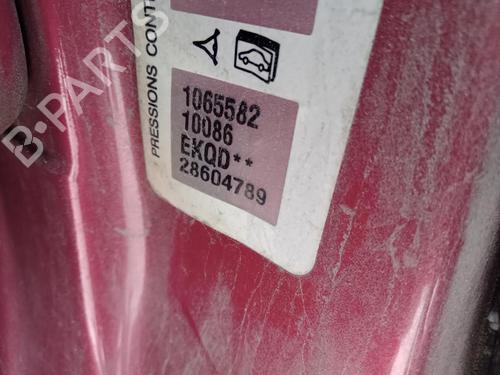 PRESSIONS CONT
1065582
10086
EKQD**
28604789
B-PARTS